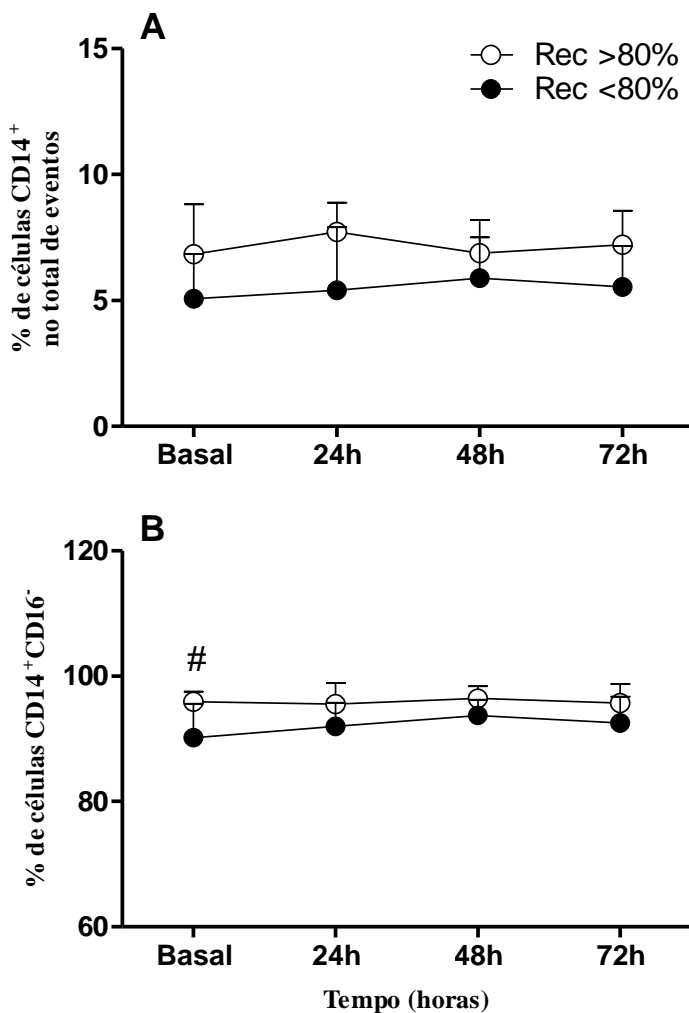 A
15
10
5
0
% de células CD14+
no total de eventos
Rec >80%
Rec <80%
Basal 24h 48h 72h
B
120
100
80
60
% de células CD14+CD16-
#
Basal 24h 48h 72h
Tempo (horas)